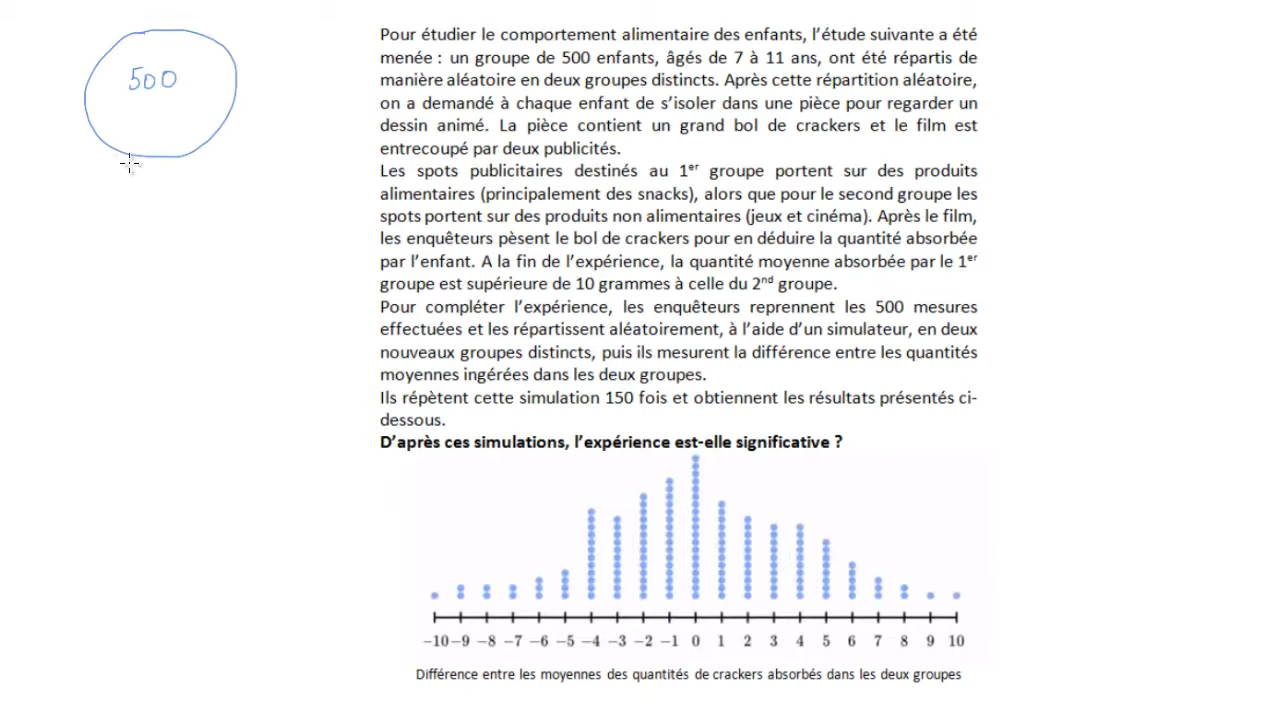 500
Pour étudier le comportement alimentaire des enfants, l’étude suivante a été
menée : un groupe de 500 enfants, âgés de 7 à 11 ans, ont été répartis de
manière aléatoire en deux groupes distincts. Après cette répartition aléatoire,
on a demandé à chaque enfant de s’isoler dans une pièce pour regarder un
dessin animé. La pièce contient un grand bol de crackers et le film est
entrecoupé par deux publicités.
Les spots publicitaires destinés au 1er groupe portent sur des produits
alimentaires (principalement des snacks), alors que pour le second groupe les
spots portent sur des produits non alimentaires (jeux et cinéma). Après le film,
les enquêteurs pèsent le bol de crackers pour en déduire la quantité absorbée
par l’enfant. A la fin de l’expérience, la quantité moyenne absorbée par le 1er
groupe est supérieure de 10 grammes à celle du 2nd groupe.
Pour compléter l’expérience, les enquêteurs reprennent les 500 mesures
effectuées et les répartissent aléatoirement, à l’aide d’un simulateur, en deux
nouveaux groupes distincts, puis ils mesurent la différence entre les quantités
moyennes ingérées dans les deux groupes.
Ils répètent cette simulation 150 fois et obtiennent les résultats présentés ci-
dessous.
D’après ces simulations, l’expérience est-elle significative ?
−10 −9 −8 −7 −6 −5 −4 −3 −2 −1 0 1 2 3 4 5 6 7 8 9 10
Différence entre les moyennes des quantités de crackers absorbés dans les deux groupes